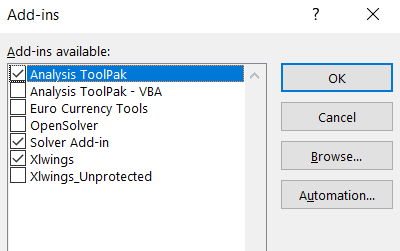 Add-ins
?
Add-ins available:
Analysis ToolPak
Analysis ToolPak - VBA
Euro Currency Tools
OpenSolver
Solver Add-in
Xlwings
Xlwings_Unprotected
OK
Cancel
Browse...
Automation...